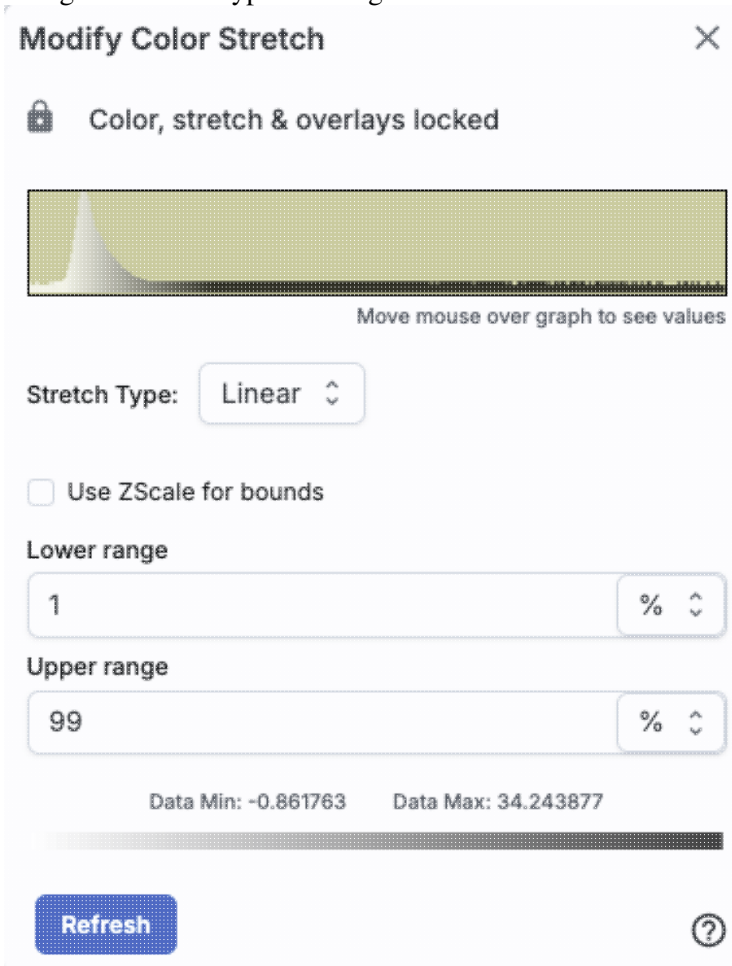 Modify Color Stretch
Color, stretch & overlays locked
Move mouse over graph to see values
Stretch Type: Linear
Use ZScale for bounds
Lower range
1 %
Upper range
99 %
Data Min: -0.861763 Data Max: 34.243877
Refresh